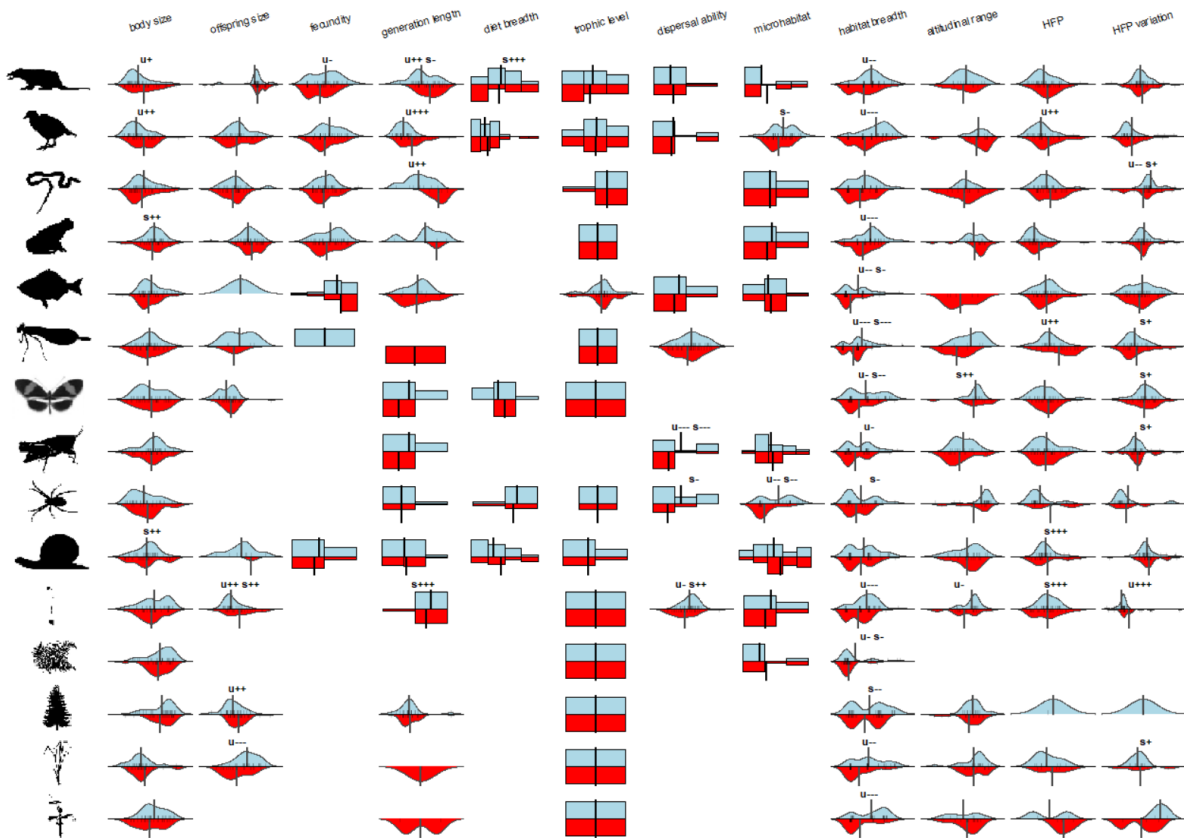 body size offspring size fecundity generation length diet breadth trophic level dispersal ability microhabitat habitat breadth altitudinal range HFP HFP variation
u+ u- u++ s- s+++ u--
u++ u+++ s- u--- u++
u++ u-- s+
s++ u---
u-- s-
u--- s--- u++ s+
u- s-- s++ s+
u--- s--- u- s+
s- u-- s-- s-
s++ s+++
u++ s++ s+++ u- s++ u--- u- s+++ u+++
u- s-
u++ s--
u--- u-- s+
u---